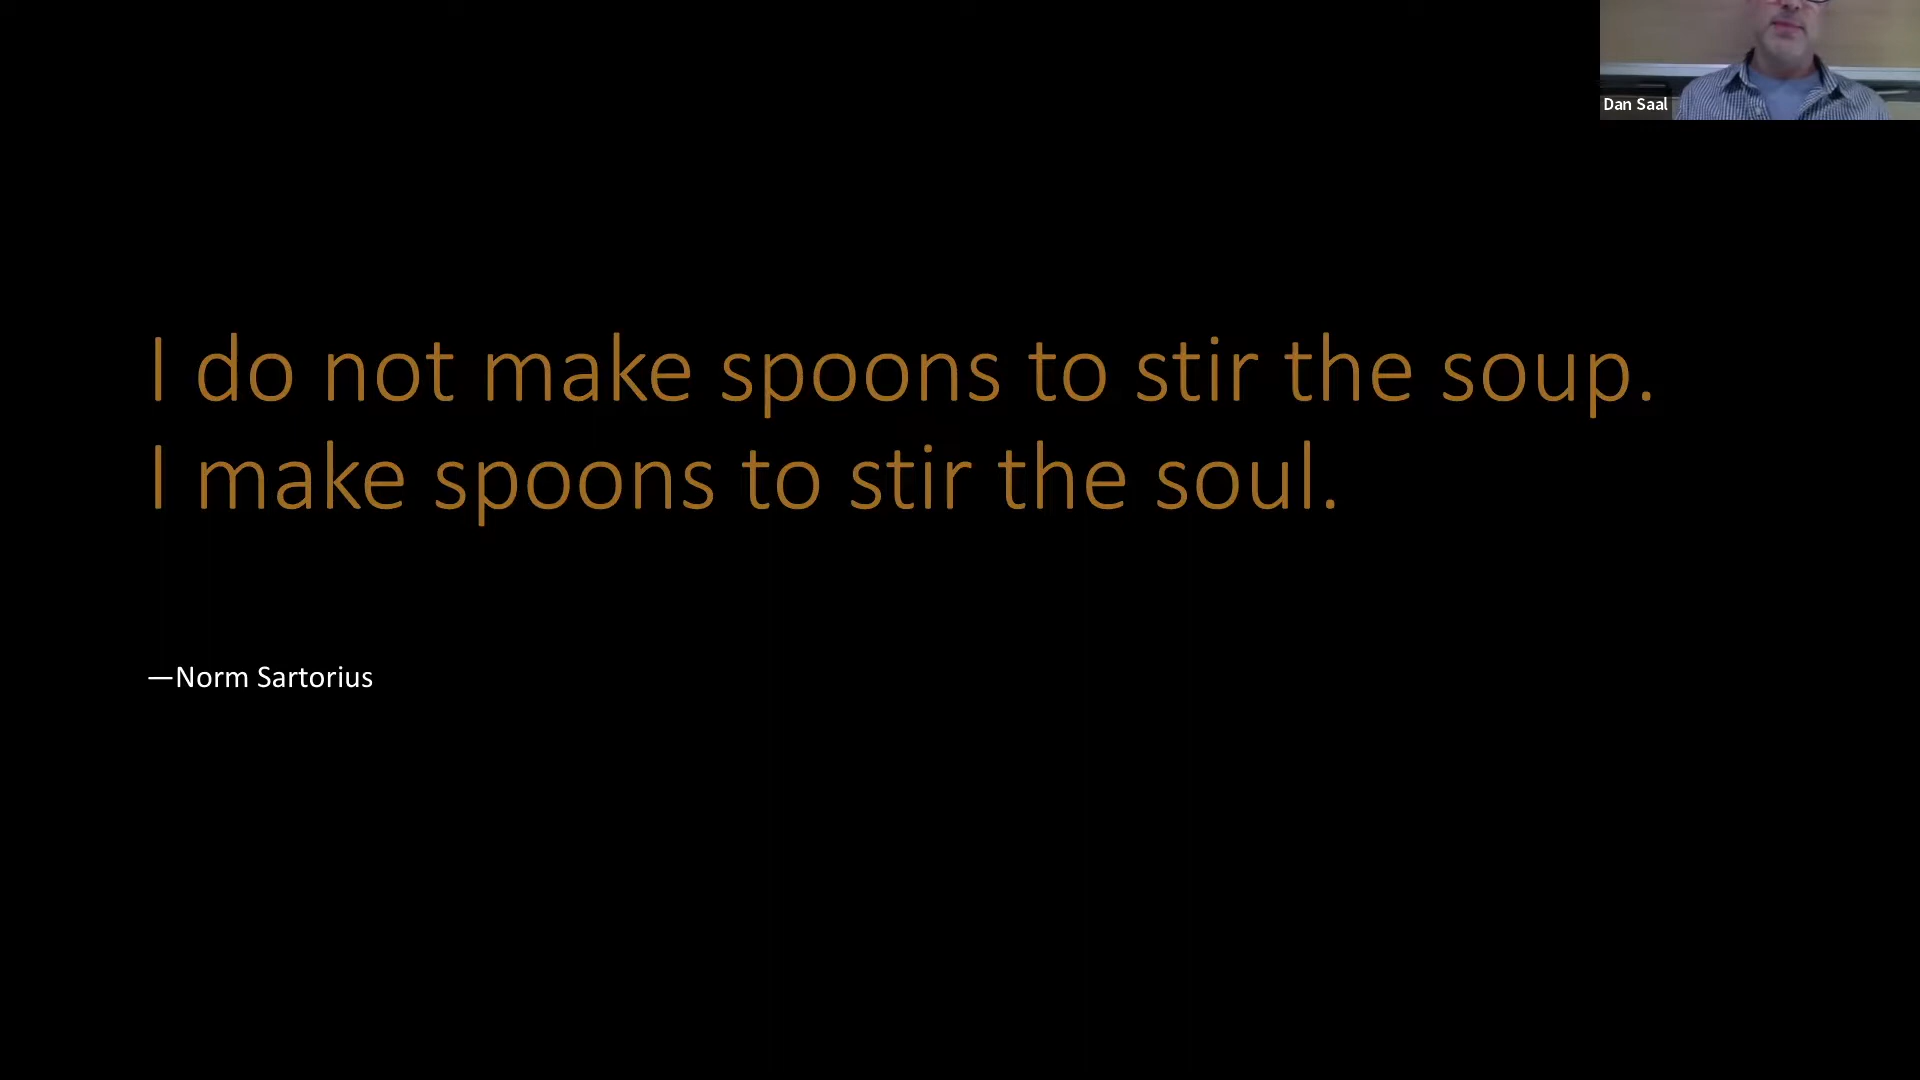 Dan Saal
I do not make spoons to stir the soup.
I make spoons to stir the soul.
—Norm Sartorius